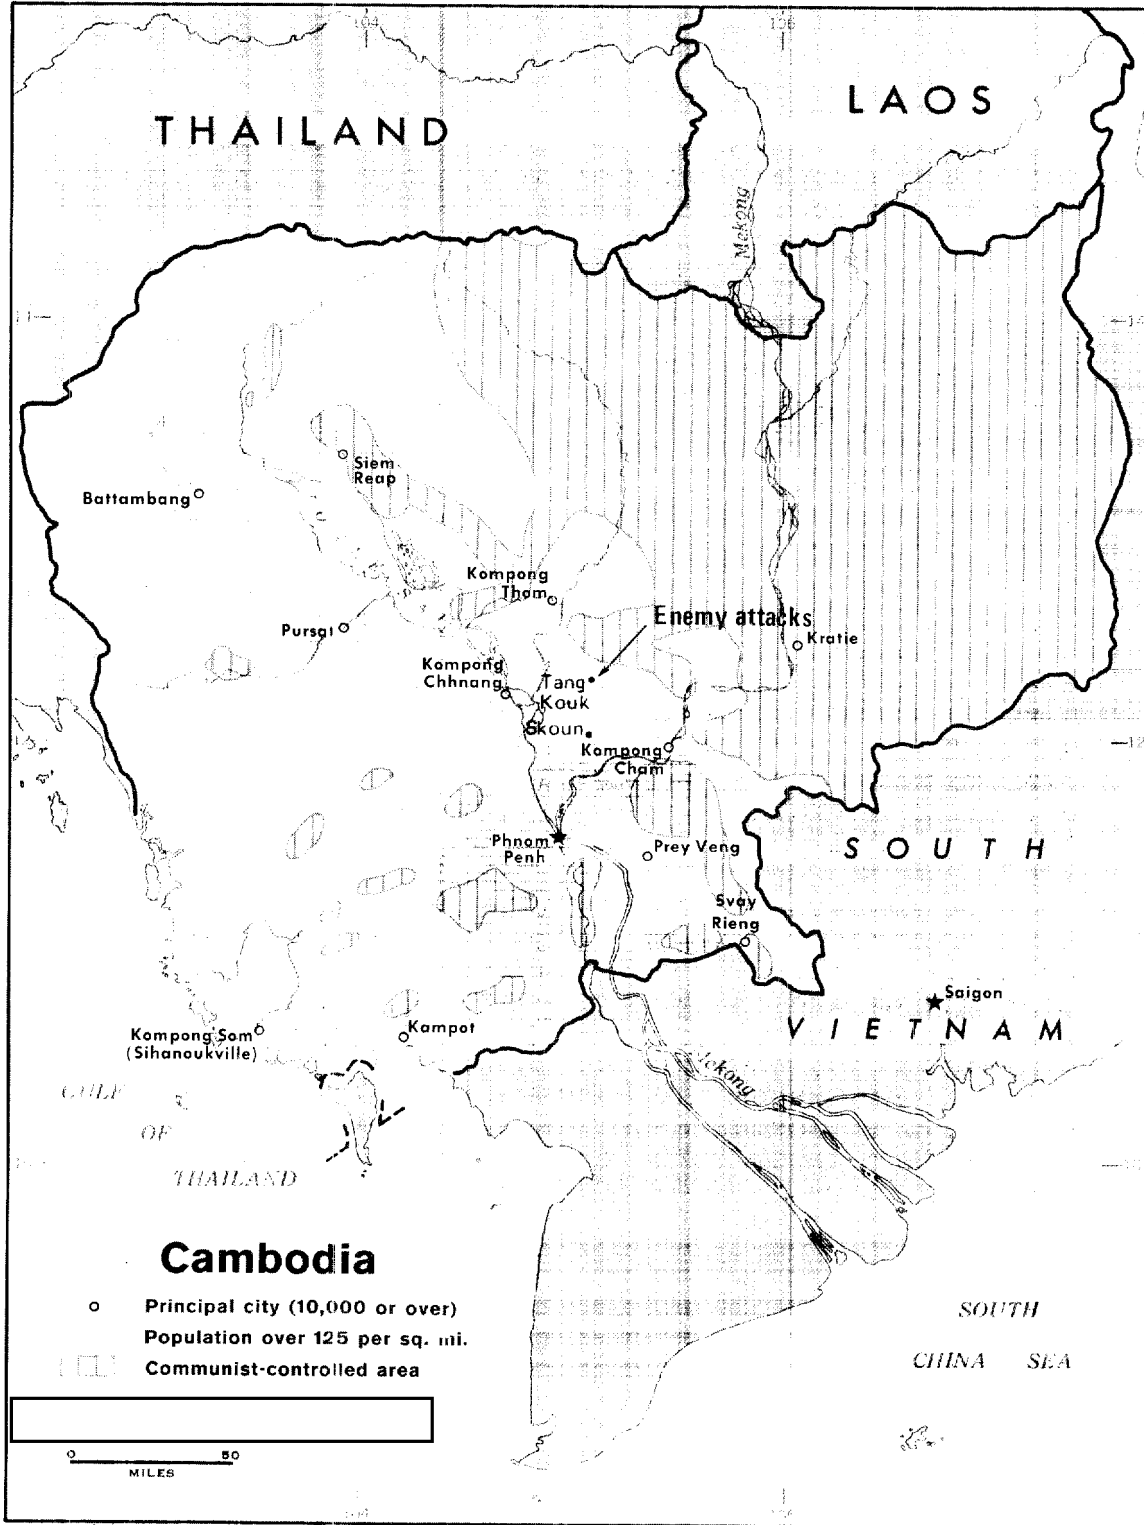 104
THAILAND
LAOS
Mekong
Siem
Reap
Battambang
Kompong
Thom
Enemy attacks
Pursat
Kratie
Kompong
Chhnang
Tang
Kouk
Skoun
Kompong
Cham
12
Phnom
Penh
Prey Veng
SOUTH
Svay
Rieng
Saigon
VIETNAM
Kompong Som
(Sihanoukville)
Kampot
Mekong
GULF
OF
THAILAND
Cambodia
Principal city (10,000 or over)
Population over 125 per sq. mi.
Communist-controlled area
0 50
MILES
SOUTH
CHINA SEA